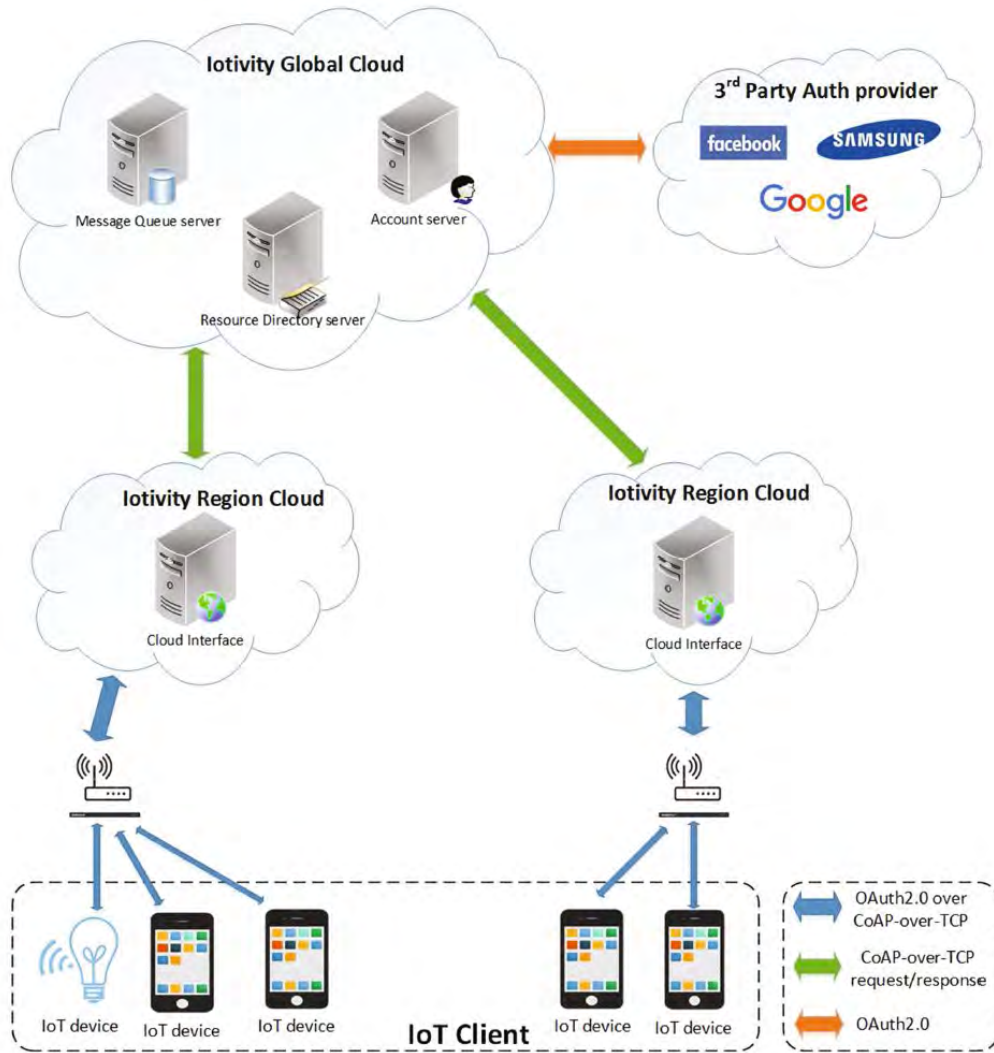 Iotivity Global Cloud
3rd Party Auth provider
facebook
SAMSUNG
Google
Message Queue server
Account server
Resource Directory server
Iotivity Region Cloud
Iotivity Region Cloud
Cloud Interface
Cloud Interface
IoT device
IoT device
IoT device
IoT device
IoT device
IoT Client
OAuth2.0 over
CoAP-over-TCP
CoAP-over-TCP
request/response
OAuth2.0